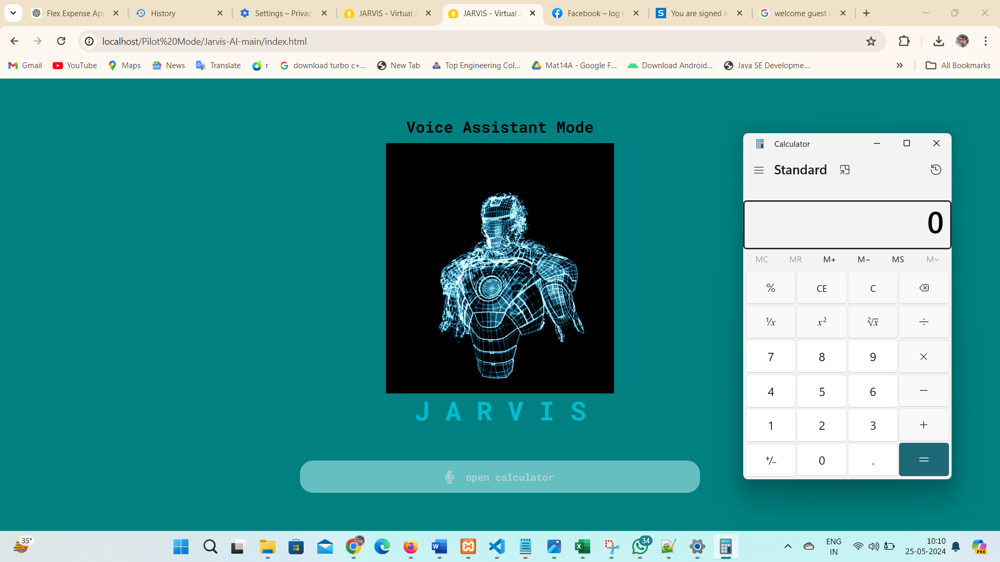 Flex Expense App
History
Settings – Privacy
JARVIS - Virtual A
JARVIS - Virtual A
Facebook – log i
You are signed in
welcome guest u
localhost/Pilot%20Mode/Jarvis-AI-main/index.html
Gmail
YouTube
Maps
News
Translate
r
download turbo c+...
New Tab
Top Engineering Col...
Mat14A - Google F...
Download Android...
Java SE Developme...
All Bookmarks
Voice Assistant Mode
JARVIS
open calculator
Calculator
Standard
0
MC MR M+ M− MS M
% CE C
⅟x x² ²√x ÷
7 8 9 ×
4 5 6 −
1 2 3 +
+/− 0 . =
35°
34
ENG
IN
10:10
25-05-2024
PRE